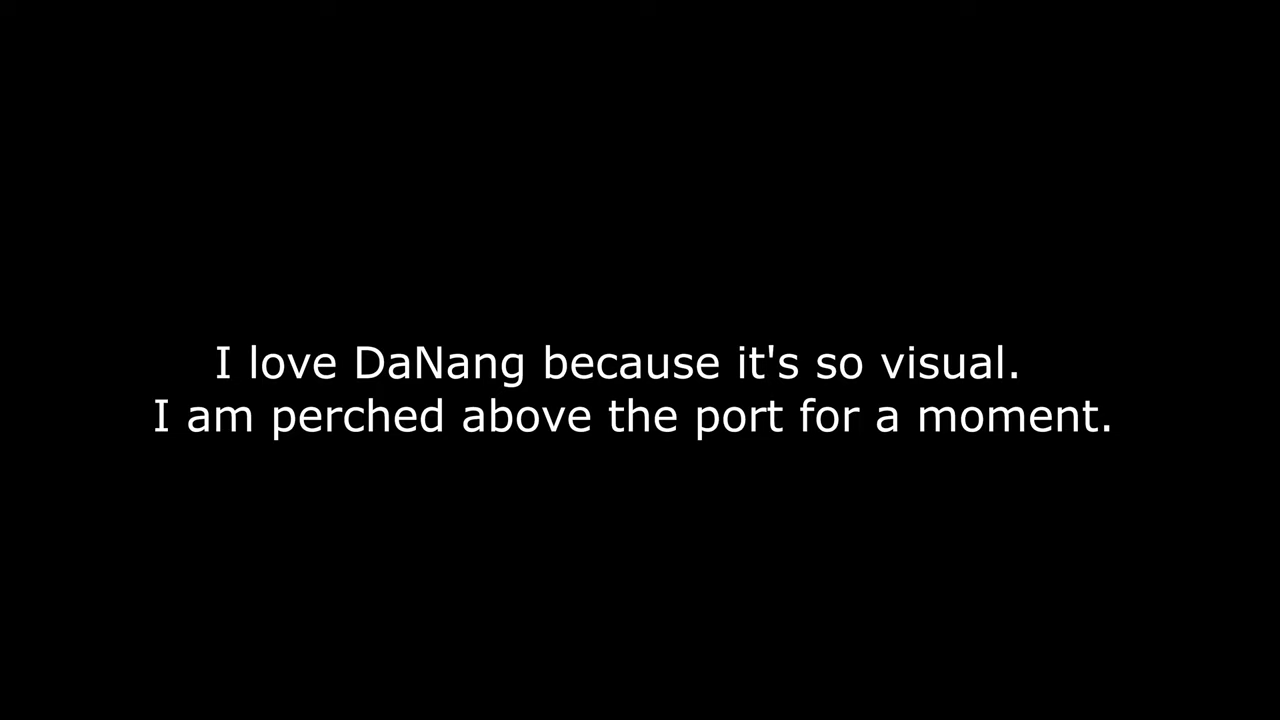 I love DaNang because it's so visual.
I am perched above the port for a moment.